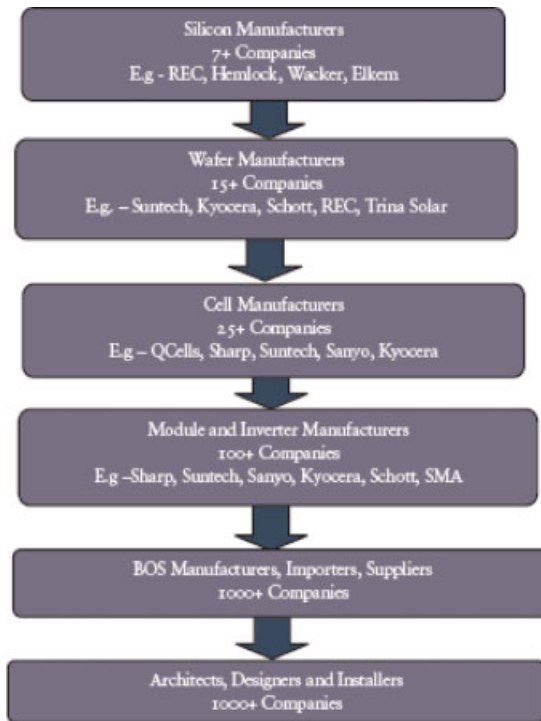 Silicon Manufacturers
7+ Companies
E.g - REC, Hemlock, Wacker, Elkem
Wafer Manufacturers
15+ Companies
E.g. – Suntech, Kyocera, Schott, REC, Trina Solar
Cell Manufacturers
25+ Companies
E.g – QCells, Sharp, Suntech, Sanyo, Kyocera
Module and Inverter Manufacturers
100+ Companies
E.g –Sharp, Suntech, Sanyo, Kyocera, Schott, SMA
BOS Manufacturers, Importers, Suppliers
1000+ Companies
Architects, Designers and Installers
1000+ Companies